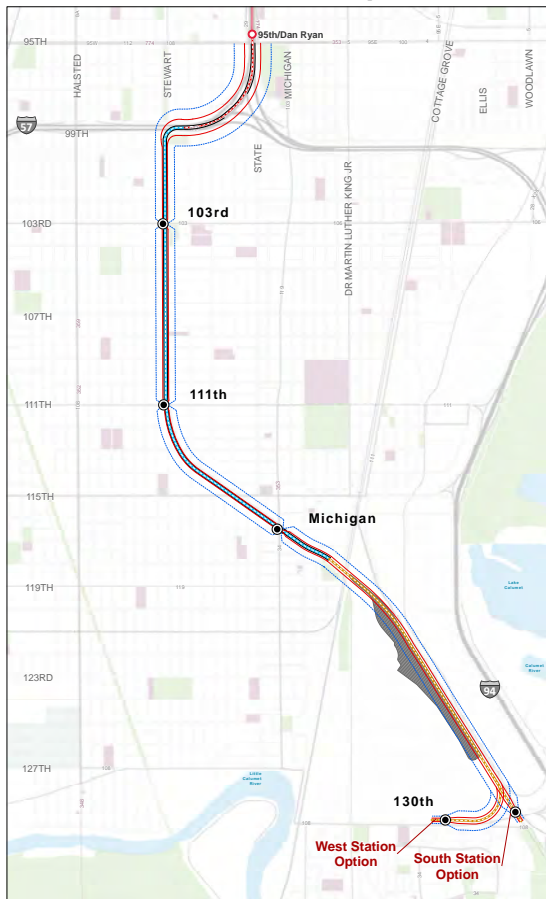 95th/Dan Ryan
95TH
HALSTED
STEWART
MICHIGAN
COTTAGE GROVE
ELLIS
WOODLAWN
57
99TH
STATE
DR MARTIN LUTHER KING JR
103rd
103RD
107TH
111th
111TH
Michigan
115TH
119TH
Lake
Calumet
Calumet
River
123RD
94
127TH
Little
Calumet
River
130th
West Station
Option
South Station
Option